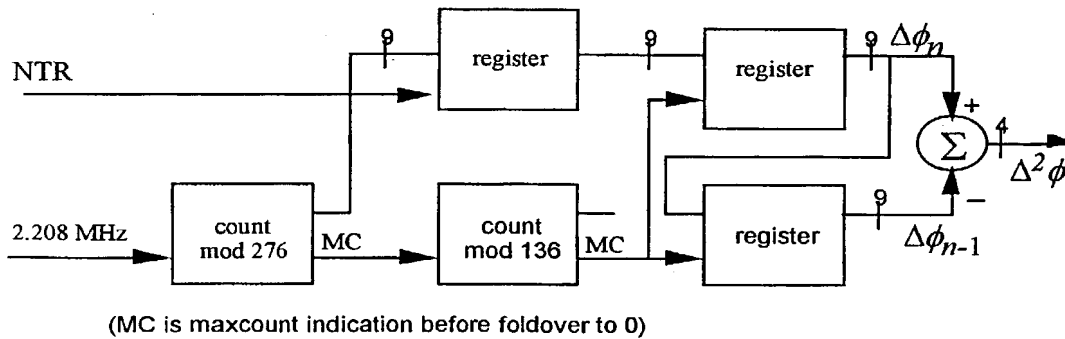 9
9
9
Δϕn
register
register
NTR
+
Σ
4
Δ²ϕ
−
9
Δϕn-1
2.208 MHz
count
mod 276
MC
count
mod 136
MC
register
(MC is maxcount indication before foldover to 0)